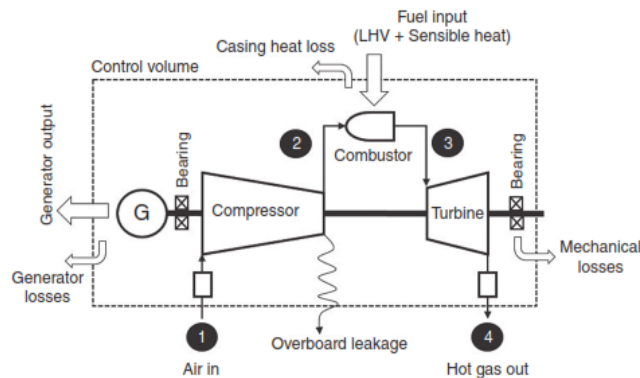 Fuel input
(LHV + Sensible heat)
Casing heat loss
Control volume
Generator output
Bearing
2
Combustor
3
Bearing
G
Compressor
Turbine
Generator
losses
Mechanical
losses
1
Overboard leakage
4
Air in
Hot gas out